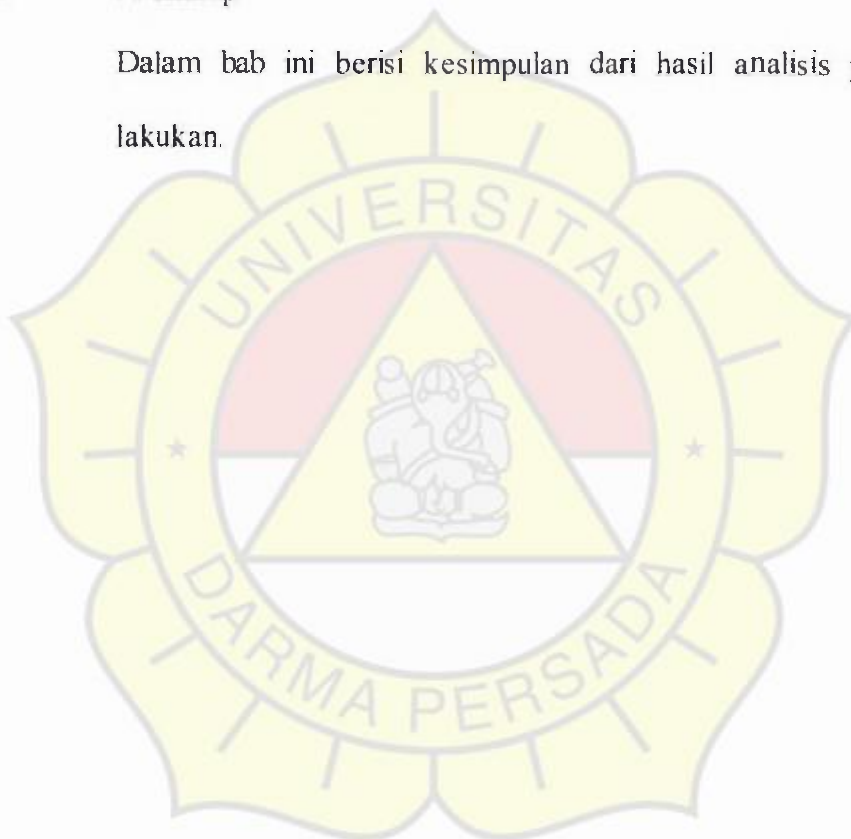 Dalam bab ini berisi kesimpulan dari hasil analisis
lakukan.
UNIVERSITAS
DARMA PERSADA